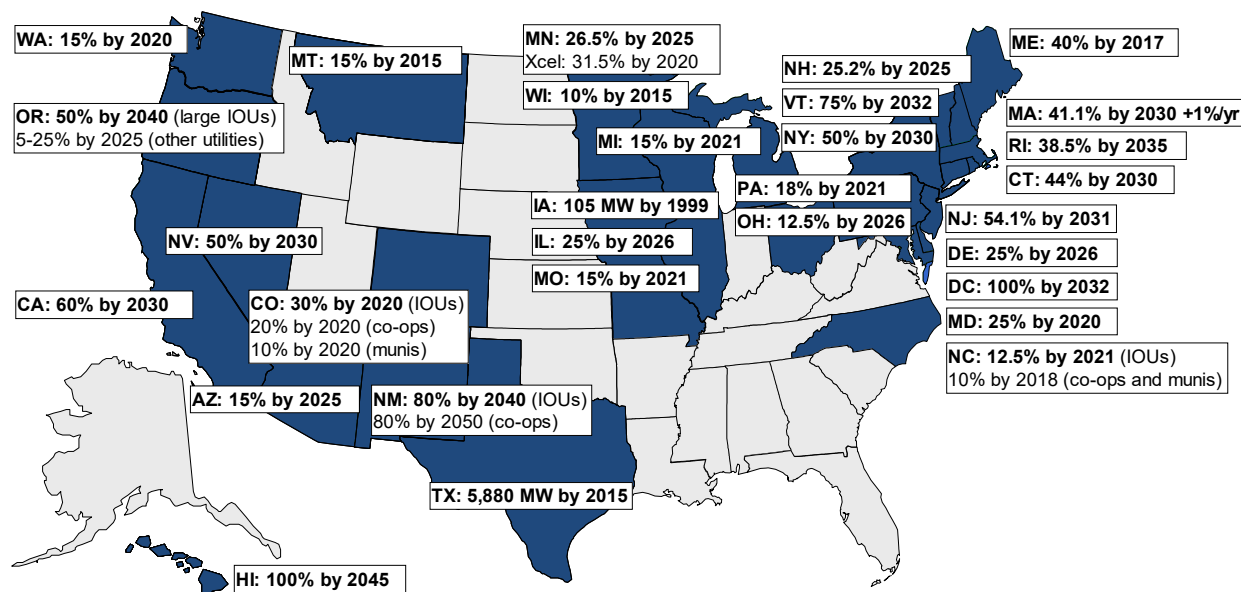 WA: 15% by 2020
MT: 15% by 2015
MN: 26.5% by 2025
Xcel: 31.5% by 2020
ME: 40% by 2017
NH: 25.2% by 2025
WI: 10% by 2015
VT: 75% by 2032
OR: 50% by 2040 (large IOUs)
5-25% by 2025 (other utilities)
MA: 41.1% by 2030 +1%/yr
MI: 15% by 2021
NY: 50% by 2030
RI: 38.5% by 2035
CT: 44% by 2030
PA: 18% by 2021
IA: 105 MW by 1999
OH: 12.5% by 2026
NJ: 54.1% by 2031
NV: 50% by 2030
IL: 25% by 2026
DE: 25% by 2026
MO: 15% by 2021
DC: 100% by 2032
CA: 60% by 2030
CO: 30% by 2020 (IOUs)
20% by 2020 (co-ops)
10% by 2020 (munis)
MD: 25% by 2020
NC: 12.5% by 2021 (IOUs)
10% by 2018 (co-ops and munis)
AZ: 15% by 2025
NM: 80% by 2040 (IOUs)
80% by 2050 (co-ops)
TX: 5,880 MW by 2015
HI: 100% by 2045